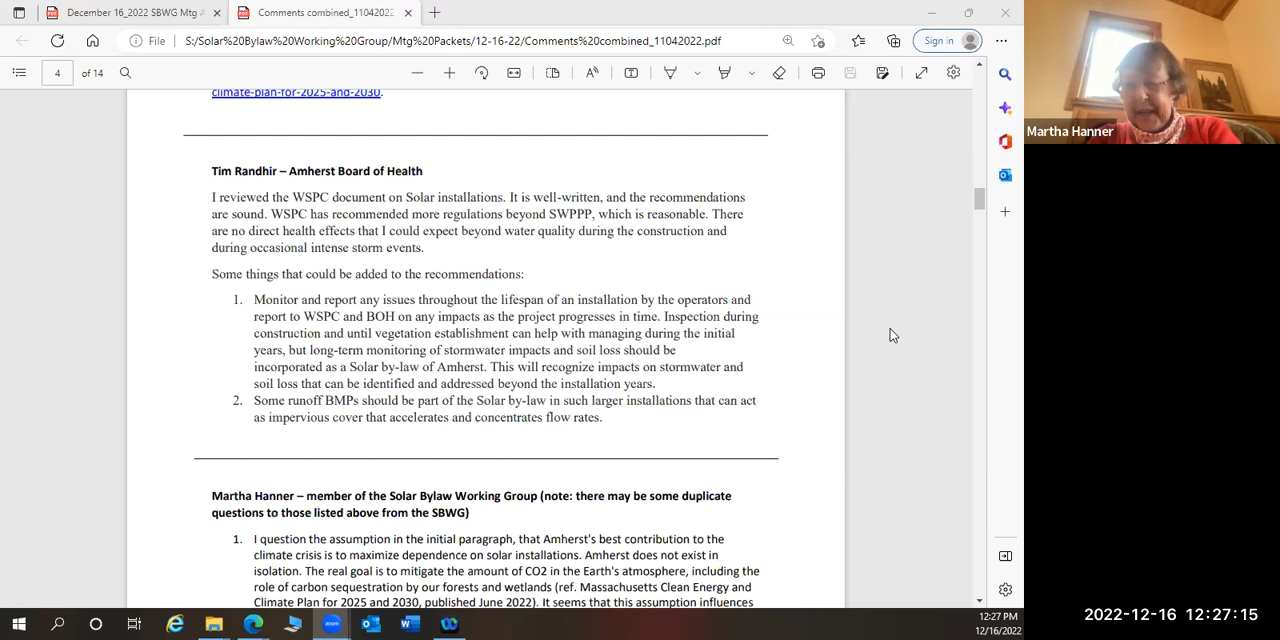 December 16_2022 SBWG Mtg A
Comments combined_11042022
File
S:/Solar%20Bylaw%20Working%20Group/Mtg%20Packets/12-16-22/Comments%20combined_11042022.pdf
Sign in
4 of 14
climate-plan-for-2025-and-2030.
Tim Randhir – Amherst Board of Health
I reviewed the WSPC document on Solar installations. It is well-written, and the recommendations
are sound. WSPC has recommended more regulations beyond SWPPP, which is reasonable. There
are no direct health effects that I could expect beyond water quality during the construction and
during occasional intense storm events.
Some things that could be added to the recommendations:
1. Monitor and report any issues throughout the lifespan of an installation by the operators and
report to WSPC and BOH on any impacts as the project progresses in time. Inspection during
construction and until vegetation establishment can help with managing during the initial
years, but long-term monitoring of stormwater impacts and soil loss should be
incorporated as a Solar by-law of Amherst. This will recognize impacts on stormwater and
soil loss that can be identified and addressed beyond the installation years.
2. Some runoff BMPs should be part of the Solar by-law in such larger installations that can act
as impervious cover that accelerates and concentrates flow rates.
Martha Hanner – member of the Solar Bylaw Working Group (note: there may be some duplicate
questions to those listed above from the SBWG)
1. I question the assumption in the initial paragraph, that Amherst's best contribution to the
climate crisis is to maximize dependence on solar installations. Amherst does not exist in
isolation. The real goal is to mitigate the amount of CO2 in the Earth's atmosphere, including the
role of carbon sequestration by our forests and wetlands (ref. Massachusetts Clean Energy and
Climate Plan for 2025 and 2030, published June 2022). It seems that this assumption influences
Martha Hanner
zoom
12:27 PM
12/16/2022
2022-12-16 12:27:15